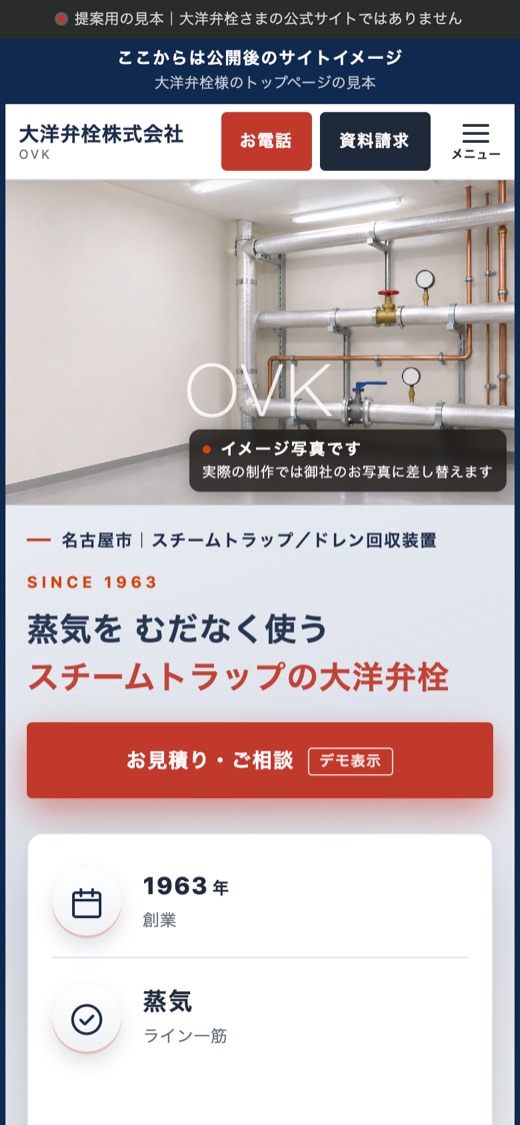 提案用の見本｜大洋弁栓さまの公式サイトではありません
ここからは公開後のサイトイメージ
大洋弁栓様のトップページの見本
大洋弁栓株式会社
OVK
お電話
資料請求
メニュー
OVK
イメージ写真です
実際の制作では御社のお写真に差し替えます
名古屋市｜スチームトラップ／ドレン回収装置
SINCE 1963
蒸気を むだなく使う
スチームトラップの大洋弁栓
お見積り・ご相談 デモ表示
1963 年
創業
蒸気
ライン一筋